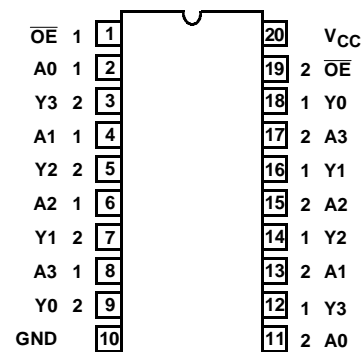 O̅E̅ 1 1 20 VCC
A0 1 2 19 2 O̅E̅
Y3 2 3 18 1 Y0
A1 1 4 17 2 A3
Y2 2 5 16 1 Y1
A2 1 6 15 2 A2
Y1 2 7 14 1 Y2
A3 1 8 13 2 A1
Y0 2 9 12 1 Y3
GND 10 11 2 A0